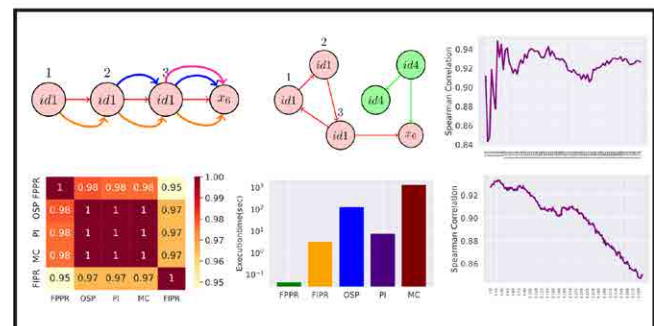 1 2 3
id1 id1 id1 x₆
1 2 3
id1 id1 id1 id4 id4 x₆
Spearman Correlation
0.94
0.92
0.90
0.88
0.86
0.84
FPPR 1 0.98 0.98 0.98 0.95
OSP 0.98 1 1 1 0.97
PI 0.98 1 1 1 0.97
MC 0.98 1 1 1 0.97
FIPR 0.95 0.97 0.97 0.97 1
FPPR OSP PI MC FIPR
1.00
0.99
0.98
0.97
0.96
0.95
Executiontime(sec)
10³
10²
10¹
10⁰
10⁻¹
FPPR FIPR OSP PI MC
Spearman Correlation
0.92
0.90
0.88
0.86